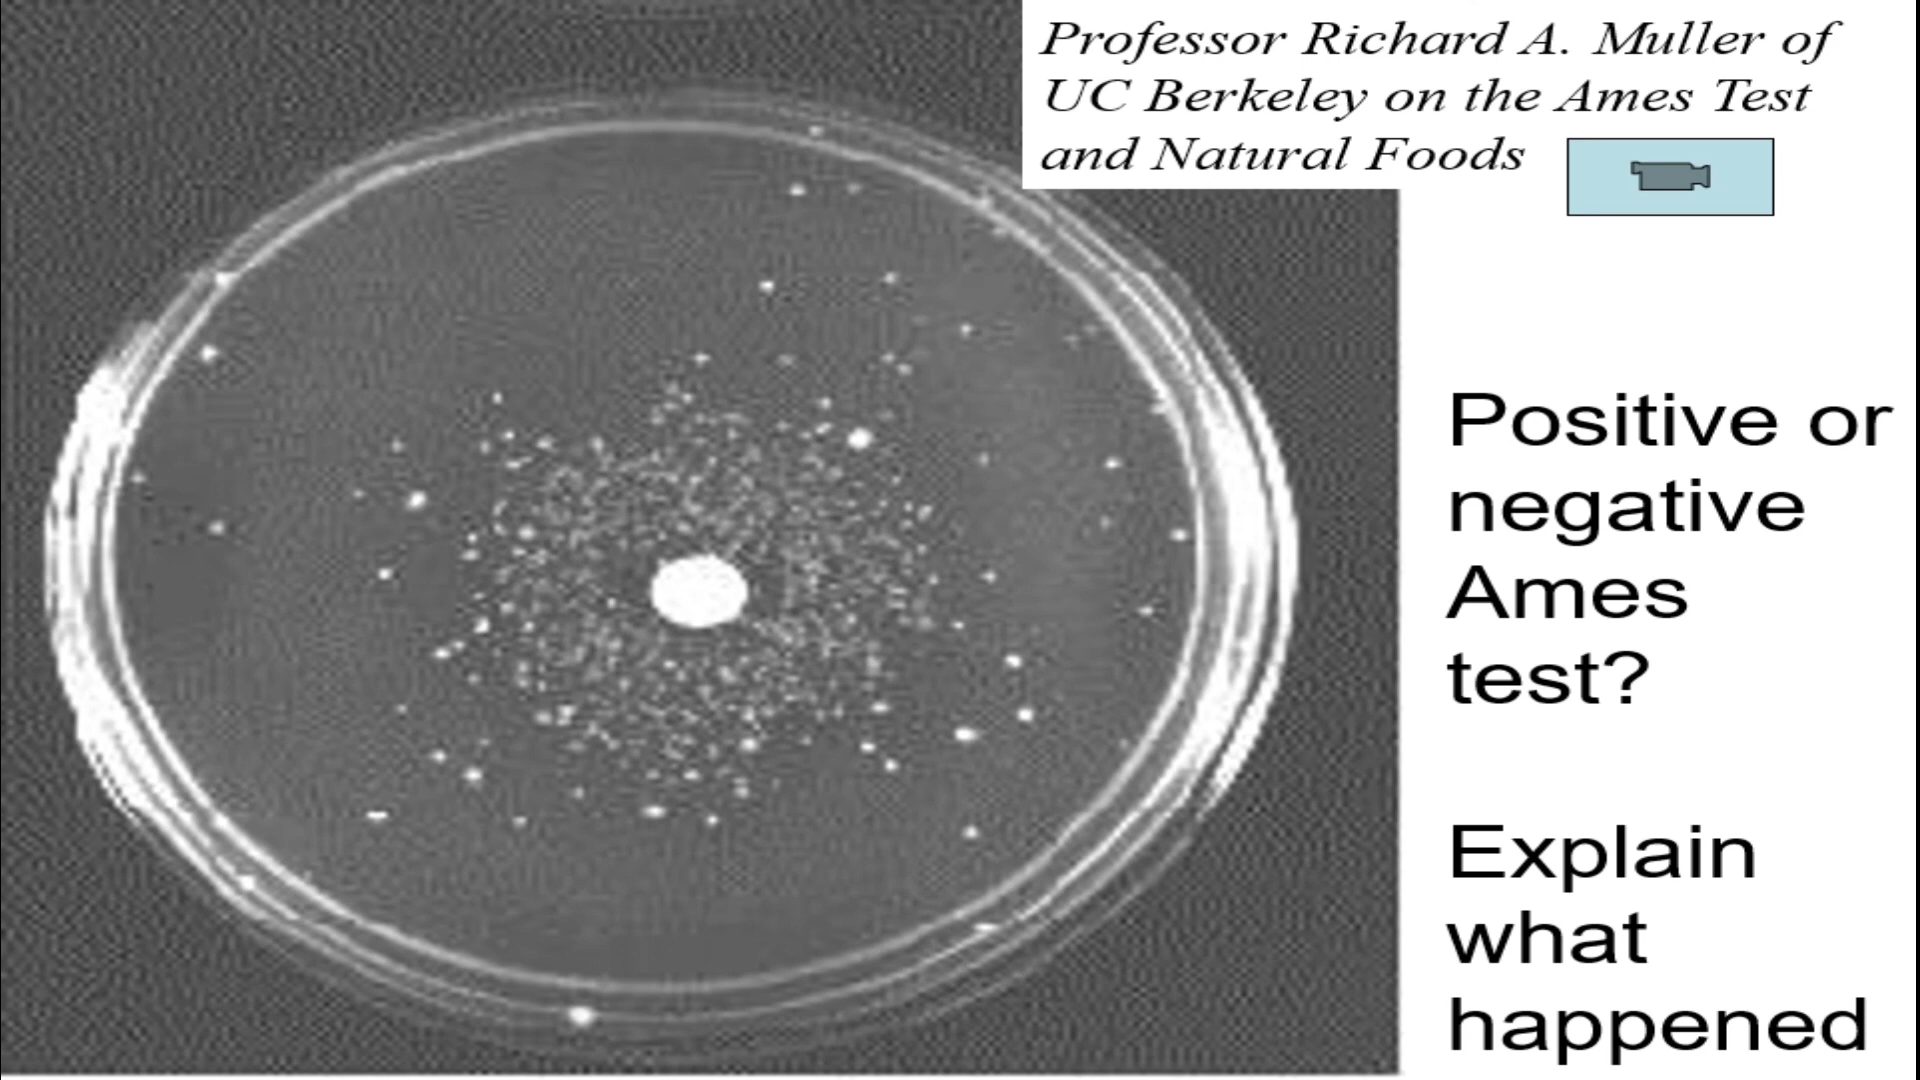 Professor Richard A. Muller of
UC Berkeley on the Ames Test
and Natural Foods
Positive or
negative
Ames
test?
Explain
what
happened